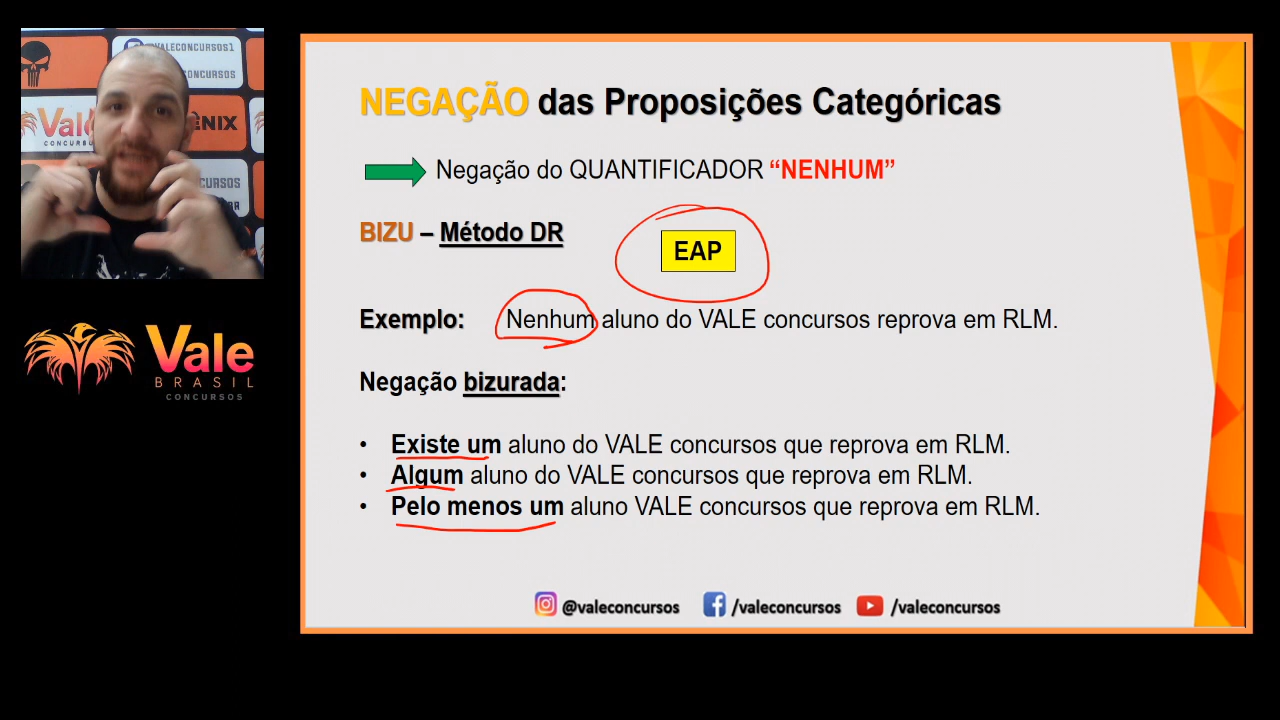 VALECONCURSOS1
CONCURSOS
Vale
CONCURSOS
NEGAÇÃO das Proposições Categóricas
Negação do QUANTIFICADOR “NENHUM”
BIZU – Método DR
EAP
Exemplo: Nenhum aluno do VALE concursos reprova em RLM.
Vale
BRASIL
CONCURSOS
Negação bizurada:
• Existe um aluno do VALE concursos que reprova em RLM.
• Algum aluno do VALE concursos que reprova em RLM.
• Pelo menos um aluno VALE concursos que reprova em RLM.
@valeconcursos /valeconcursos /valeconcursos